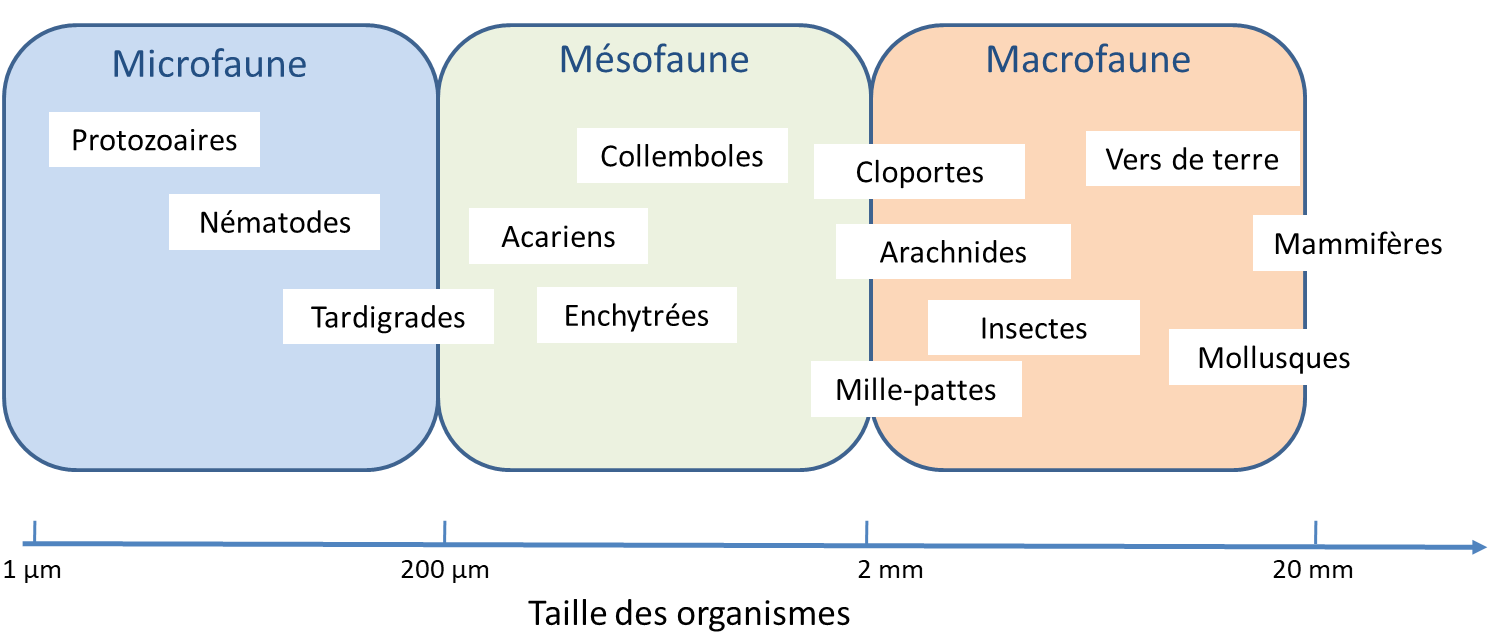 Microfaune
Mésofaune
Macrofaune
Protozoaires
Collemboles
Cloportes
Vers de terre
Nématodes
Acariens
Arachnides
Mammifères
Tardigrades
Enchytrées
Insectes
Mollusques
Mille-pattes
1 µm
200 µm
2 mm
20 mm
Taille des organismes